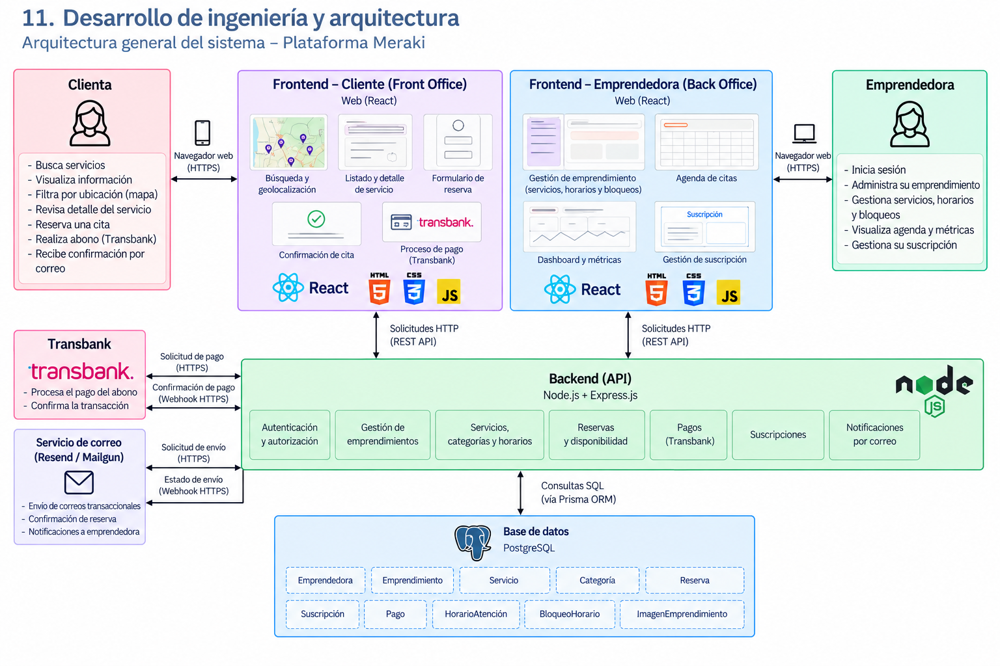 11. Desarrollo de ingeniería y arquitectura
Arquitectura general del sistema – Plataforma Meraki
Clienta
- Busca servicios
- Visualiza información
- Filtra por ubicación (mapa)
- Revisa detalle del servicio
- Reserva una cita
- Realiza abono (Transbank)
- Recibe confirmación por
correo
Navegador web
(HTTPS)
Frontend – Cliente (Front Office)
Web (React)
Búsqueda y
geolocalización
Listado y detalle
de servicio
Formulario de
reserva
Confirmación de cita
transbank.
Proceso de pago
(Transbank)
React
HTML
5
CSS
3
JS
Frontend – Emprendedora (Back Office)
Web (React)
Gestión de emprendimiento
(servicios, horarios y bloqueos)
Agenda de citas
Dashboard y métricas
Suscripción
Gestión de suscripción
React
HTML
5
CSS
3
JS
Navegador web
(HTTPS)
Emprendedora
- Inicia sesión
- Administra su emprendimiento
- Gestiona servicios, horarios
y bloqueos
- Visualiza agenda y métricas
- Gestiona su suscripción
Solicitudes HTTP
(REST API)
Solicitudes HTTP
(REST API)
Transbank
transbank.
- Procesa el pago del abono
- Confirma la transacción
Solicitud de pago
(HTTPS)
Confirmación de pago
(Webhook HTTPS)
Servicio de correo
(Resend / Mailgun)
- Envío de correos transaccionales
- Confirmación de reserva
- Notificaciones a emprendedora
Solicitud de envío
(HTTPS)
Estado de envío
(Webhook HTTPS)
Backend (API)
Node.js + Express.js
node
JS
Autenticación
y autorización
Gestión de
emprendimientos
Servicios,
categorías y horarios
Reservas
y disponibilidad
Pagos
(Transbank)
Suscripciones
Notificaciones
por correo
Consultas SQL
(vía Prisma ORM)
Base de datos
PostgreSQL
Emprendedora
Emprendimiento
Servicio
Categoría
Reserva
Suscripción
Pago
HorarioAtención
BloqueoHorario
ImagenEmprendimiento